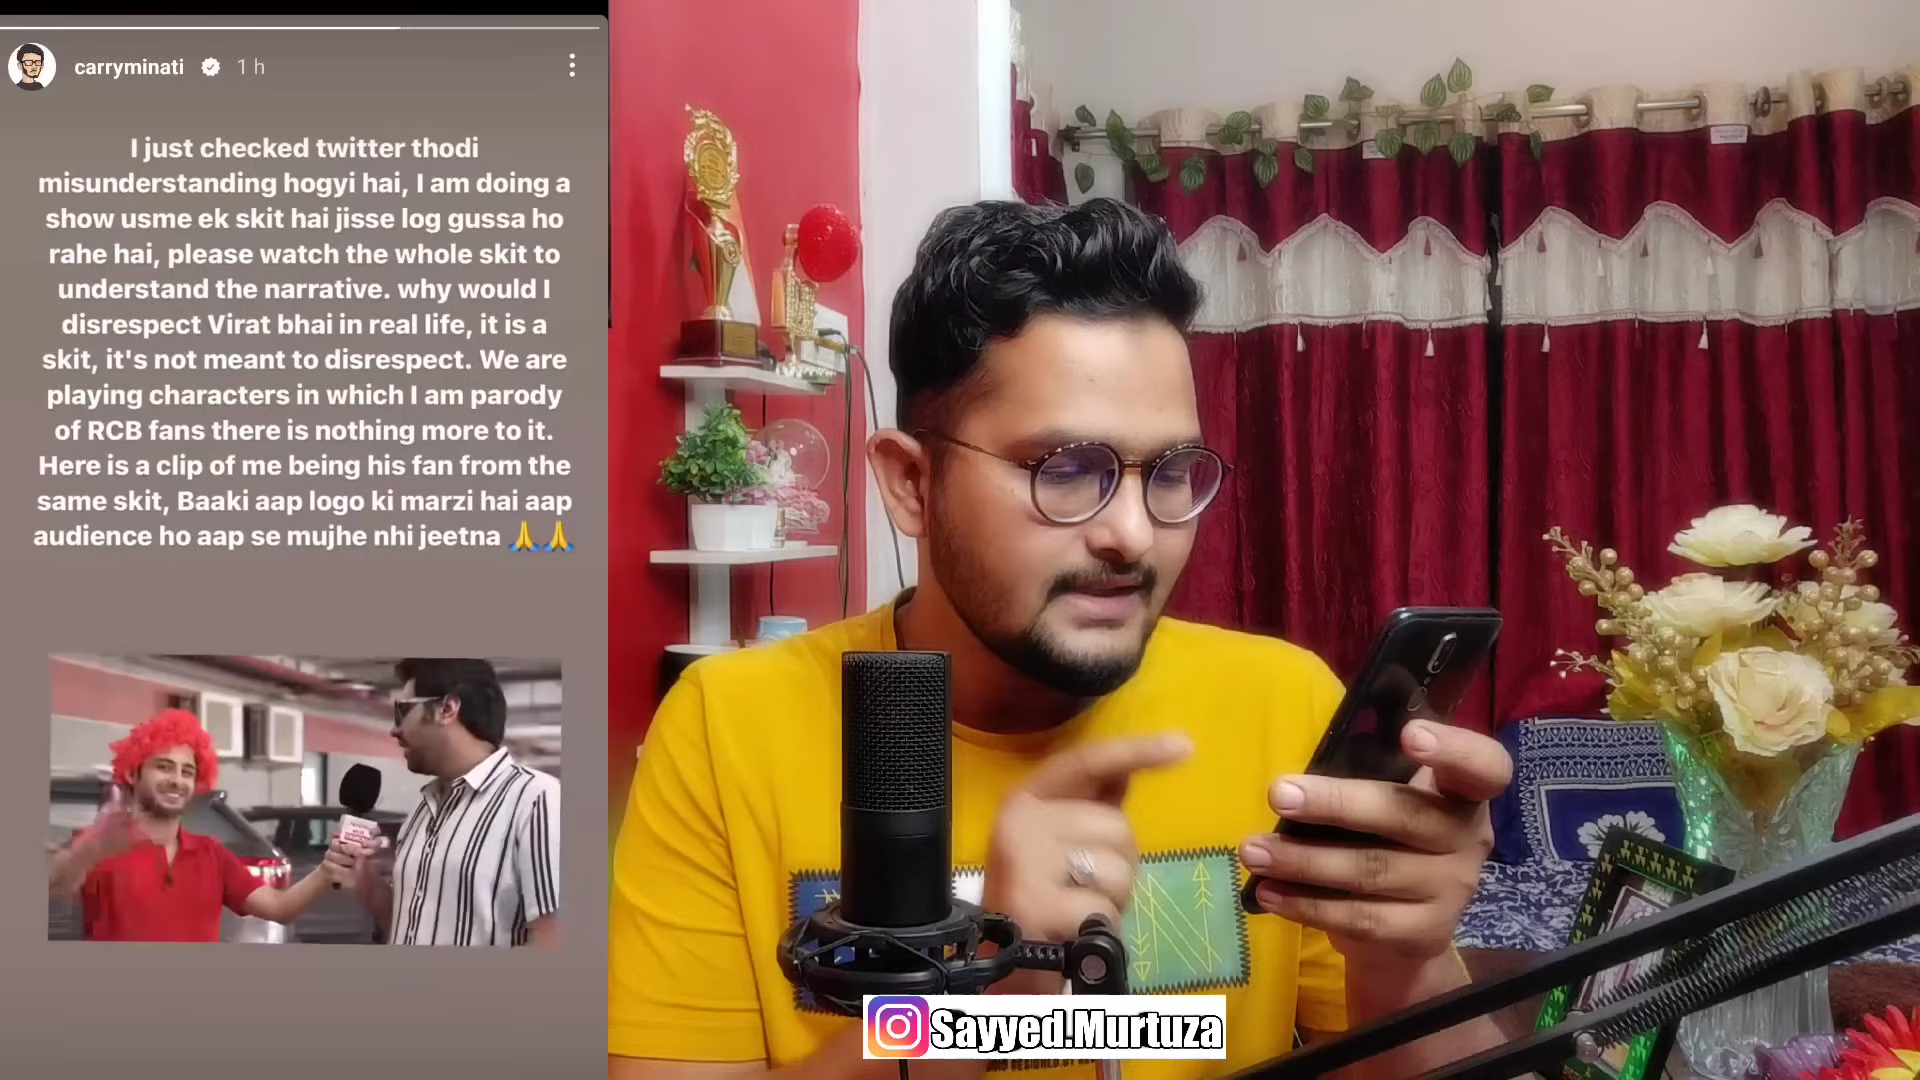 carryminati 1 h
I just checked twitter thodi
misunderstanding hogyi hai, I am doing a
show usme ek skit hai jisse log gussa ho
rahe hai, please watch the whole skit to
understand the narrative. why would I
disrespect Virat bhai in real life, it is a
skit, it's not meant to disrespect. We are
playing characters in which I am parody
of RCB fans there is nothing more to it.
Here is a clip of me being his fan from the
same skit, Baaki aap logo ki marzi hai aap
audience ho aap se mujhe nhi jeetna 🙏🙏
Sayyed.Murtuza